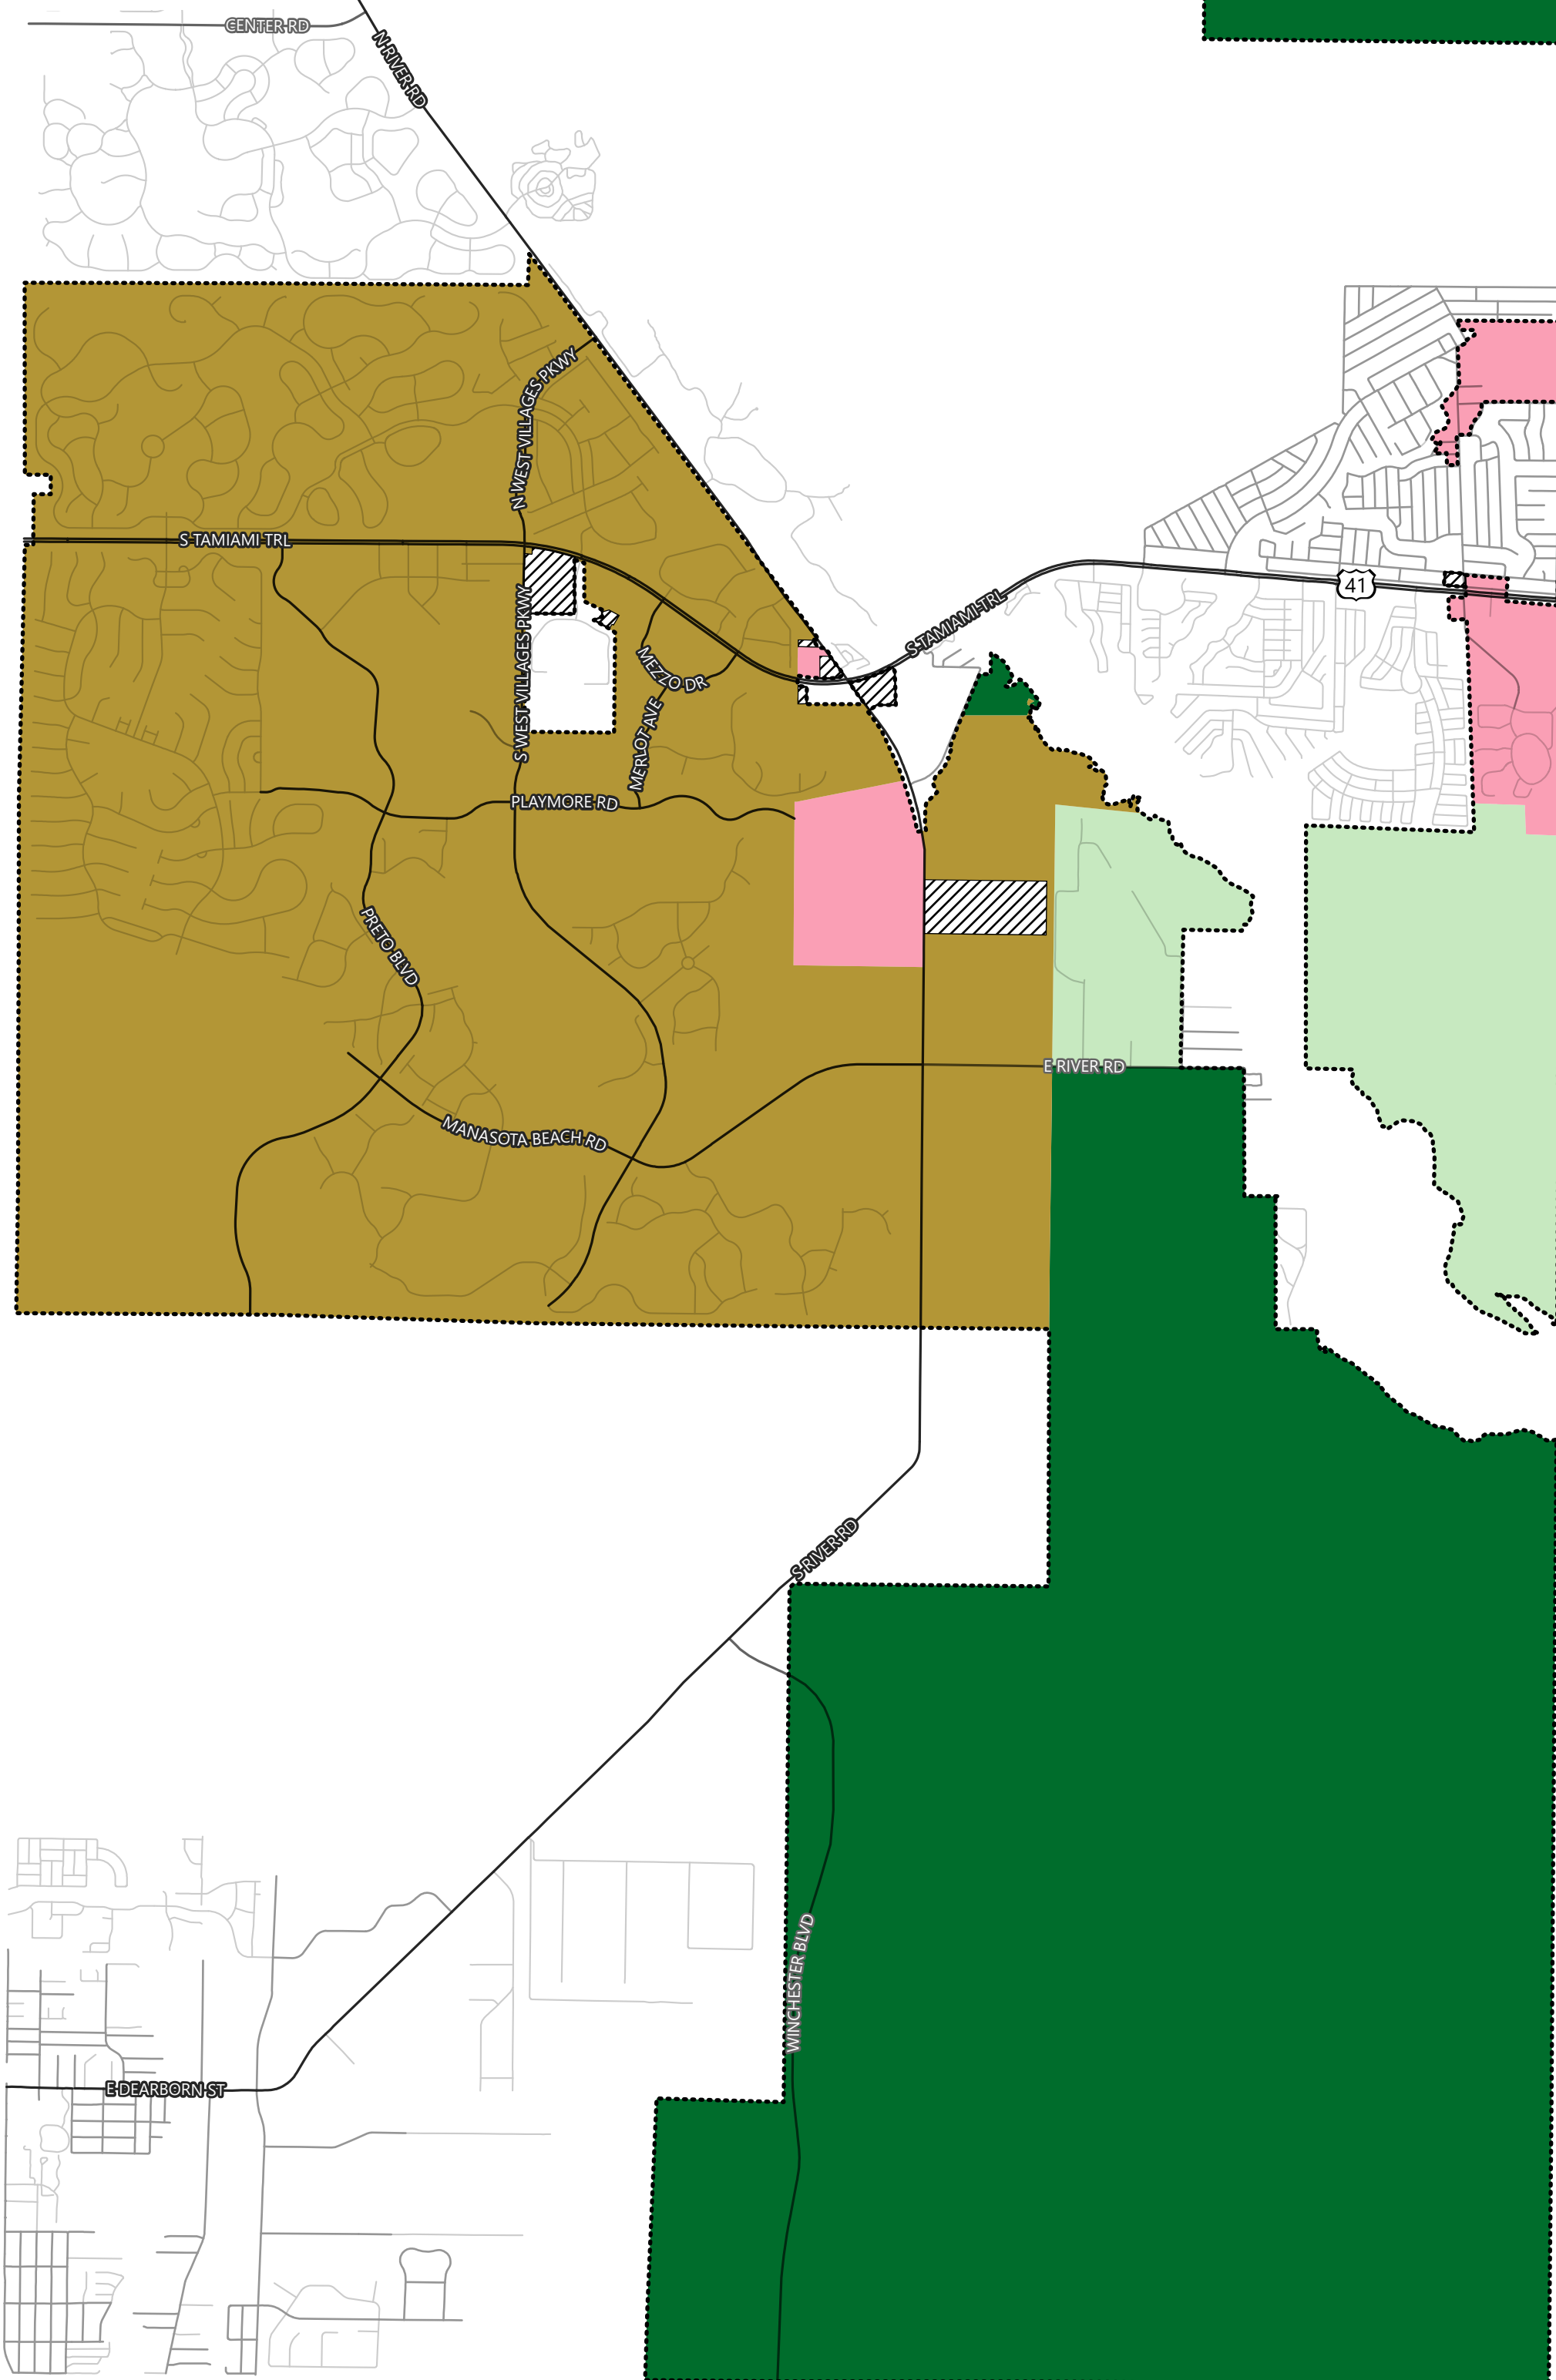 CENTER RD
N RIVER RD
N WEST VILLAGES PKWY
S TAMIAMI TRL
41
S TAMIAMI TRL
S WEST VILLAGES PKWY
MEZZO DR
MERLOT AVE
PLAYMORE RD
PRETO BLVD
E RIVER RD
MANASOTA BEACH RD
S RIVER RD
WINCHESTER BLVD
E DEARBORN ST